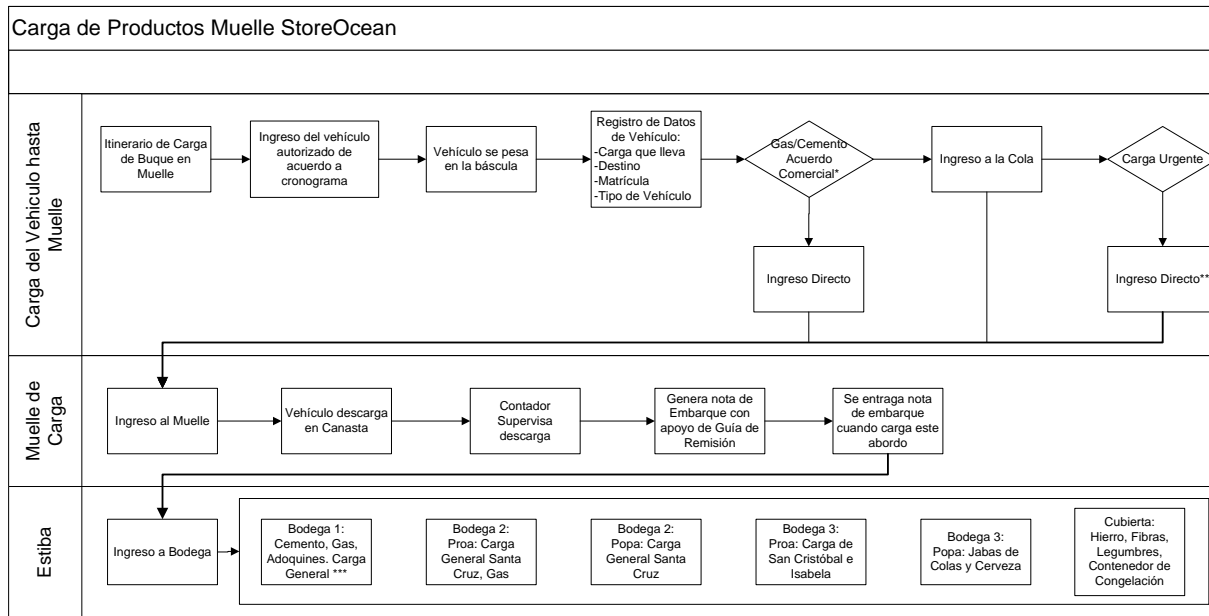 Carga de Productos Muelle StoreOcean
Carga del Vehiculo hasta
Muelle
Itinerario de Carga
de Buque en
Muelle
Ingreso del vehículo
autorizado de
acuerdo a
cronograma
Vehículo se pesa
en la báscula
Registro de Datos
de Vehículo:
-Carga que lleva
-Destino
-Matrícula
-Tipo de Vehículo
Gas/Cemento
Acuerdo
Comercial*
Ingreso a la Cola
Carga Urgente
Ingreso Directo
Ingreso Directo**
Muelle de
Carga
Ingreso al Muelle
Vehículo descarga
en Canasta
Contador
Supervisa
descarga
Genera nota de
Embarque con
apoyo de Guía de
Remisión
Se entraga nota
de embarque
cuando carga este
abordo
Estiba
Ingreso a Bodega
Bodega 1:
Cemento, Gas,
Adoquines. Carga
General ***
Bodega 2:
Proa: Carga
General Santa
Cruz, Gas
Bodega 2:
Popa: Carga
General Santa
Cruz
Bodega 3:
Proa: Carga de
San Cristóbal e
Isabela
Bodega 3:
Popa: Jabas de
Colas y Cerveza
Cubierta:
Hierro, Fibras,
Legumbres,
Contenedor de
Congelación